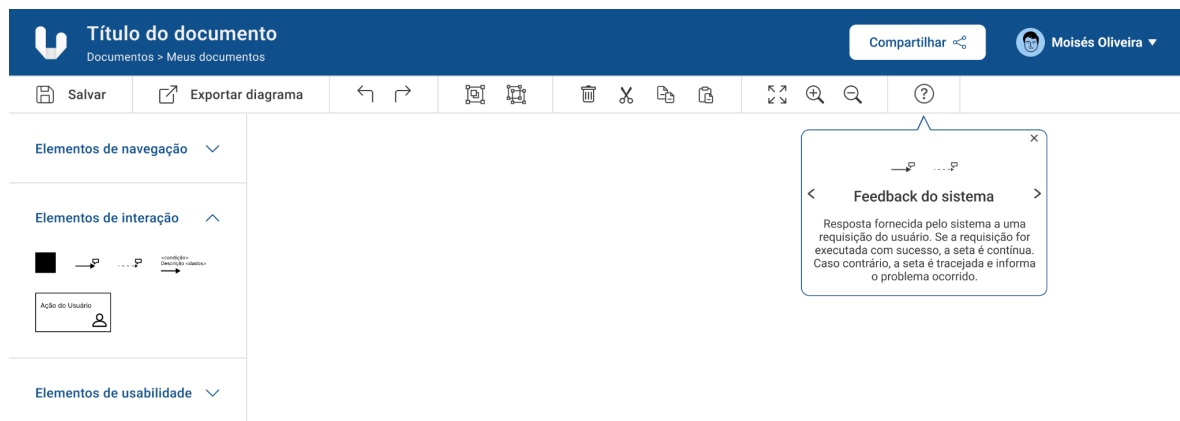 Título do documento
Documentos > Meus documentos
Compartilhar
Moisés Oliveira
Salvar
Exportar diagrama
Elementos de navegação
Elementos de interação
<condição>
Descrição <dados>
Ação do Usuário
Elementos de usabilidade
Feedback do sistema
Resposta fornecida pelo sistema a uma
requisição do usuário. Se a requisição for
executada com sucesso, a seta é contínua.
Caso contrário, a seta é tracejada e informa
o problema ocorrido.